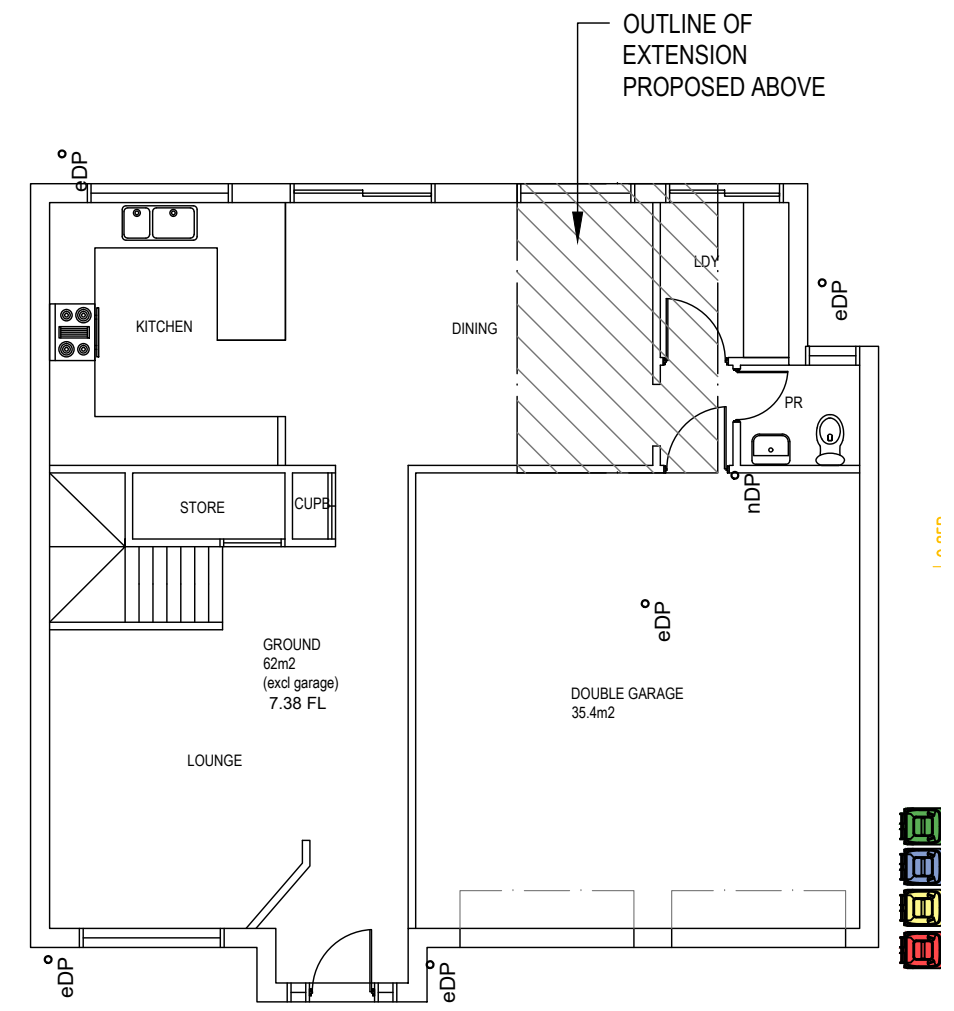 OUTLINE OF
EXTENSION
PROPOSED ABOVE
eDP
LDY
eDP
KITCHEN
DINING
PR
STORE
CUPB
nDP
eDP
GROUND
62m2
(excl garage)
7.38 FL
DOUBLE GARAGE
35.4m2
LOUNGE
eDP
eDP